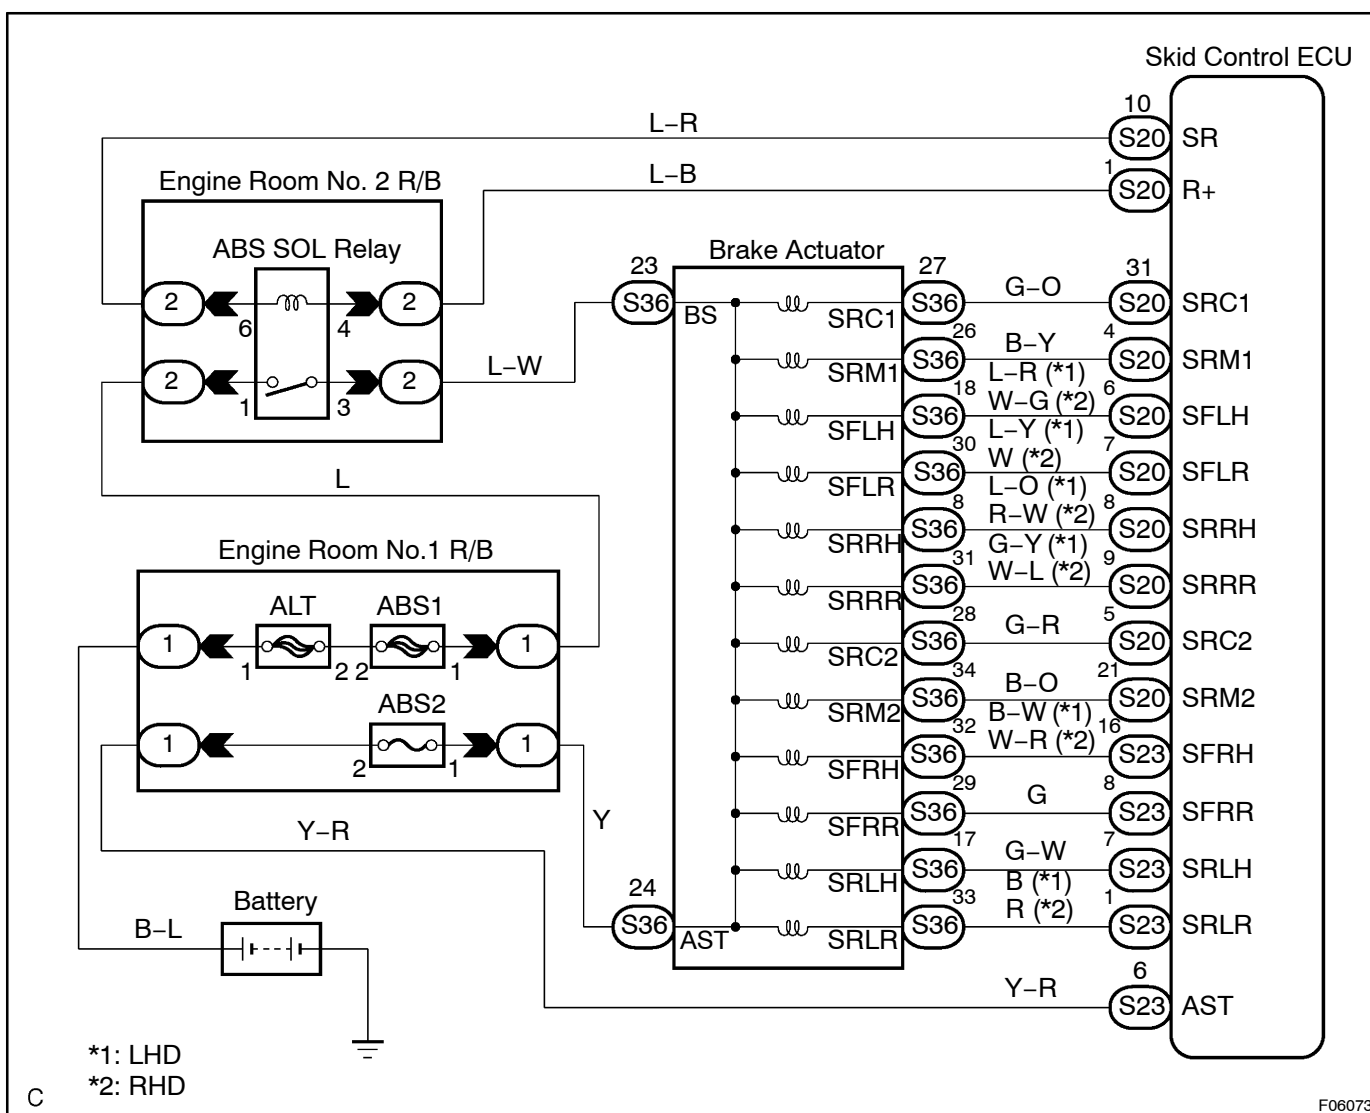 Skid Control ECU
10
L–R
S20 SR
1
L–B
S20 R+
Engine Room No. 2 R/B
ABS SOL Relay
2 2
6 4
2 2
1 3
L–W
L
Brake Actuator
23
S36 BS
27
SRC1 S36
G–O
31
S20 SRC1
26
SRM1 S36
B–Y
4
S20 SRM1
18
SFLH S36
L–R (*1)
W–G (*2)
6
S20 SFLH
30
SFLR S36
L–Y (*1)
W (*2)
7
S20 SFLR
8
SRRH S36
L–O (*1)
R–W (*2)
8
S20 SRRH
31
SRRR S36
G–Y (*1)
W–L (*2)
9
S20 SRRR
28
SRC2 S36
G–R
5
S20 SRC2
34
SRM2 S36
B–O
21
S20 SRM2
32
SFRH S36
B–W (*1)
W–R (*2)
16
S23 SFRH
29
SFRR S36
G
8
S23 SFRR
17
SRLH S36
G–W
7
S23 SRLH
33
SRLR S36
B (*1)
R (*2)
1
S23 SRLR
24
S36 AST
Y–R
6
S23 AST
Engine Room No.1 R/B
ALT ABS1
1 1
1 2 2 1
ABS2
1 1
2 1
Y–R
Y
Battery
B–L
*1: LHD
*2: RHD
C
F06073